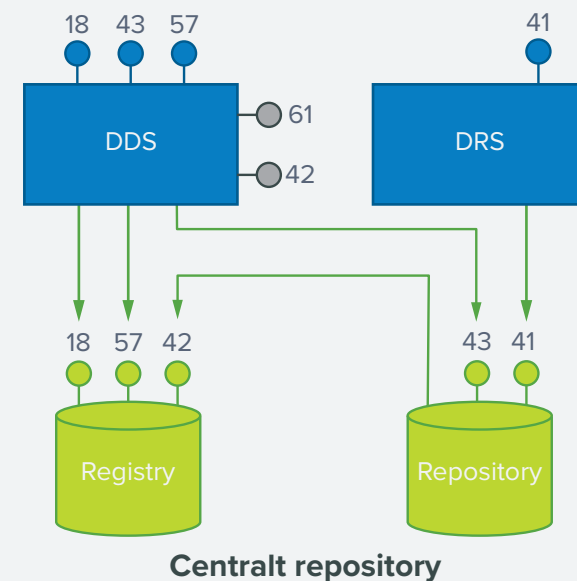 18 43 57 41
61
DDS DRS
42
18 57 42 43 41
Registry Repository
Centralt repository